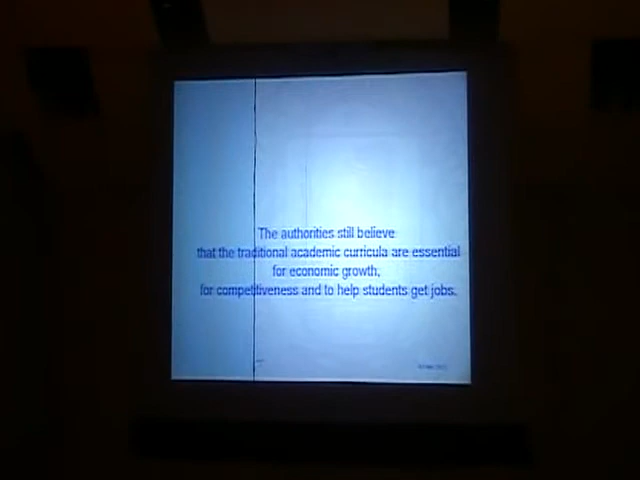 The authorities still believe
that the traditional academic curricula are essential
for economic growth,
for competitiveness and to help students get jobs.